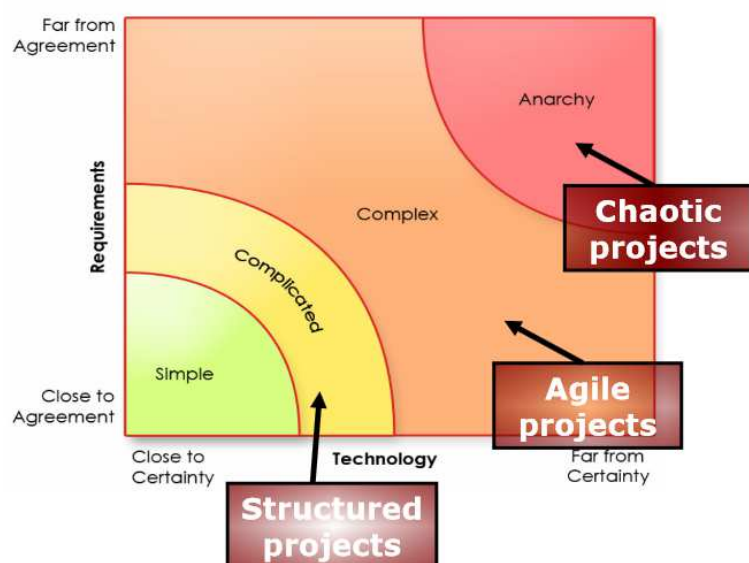 Far from
Agreement
Anarchy
Requirements
Complex
Chaotic
projects
Complicated
Simple
Agile
projects
Close to
Agreement
Close to
Certainty
Technology
Far from
Certainty
Structured
projects